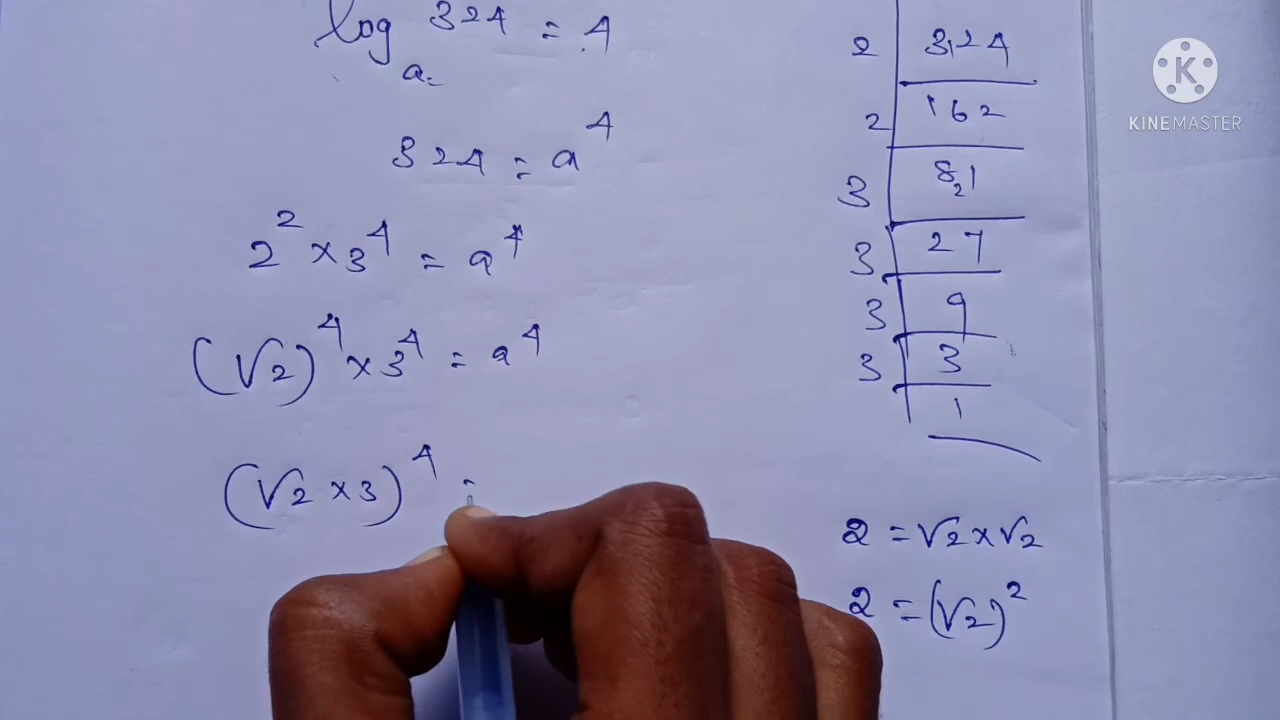 log_a 324 = 4
324 = a^4
2^2 × 3^4 = a^4
(√2)^4 × 3^4 = a^4
(√2 × 3)^4 =
2 | 324
2 | 162
3 | 81
3 | 27
3 | 9
3 | 3
1
2 = √2 × √2
2 = (√2)^2
K
KINEMASTER